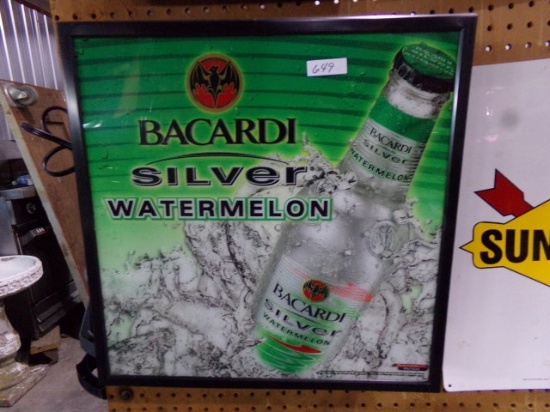 649
BACARDI
SILVER
WATERMELON
BACARDI
SILVER
WATERMELON
BACARDI
SILVER
WATERMELON
SUN